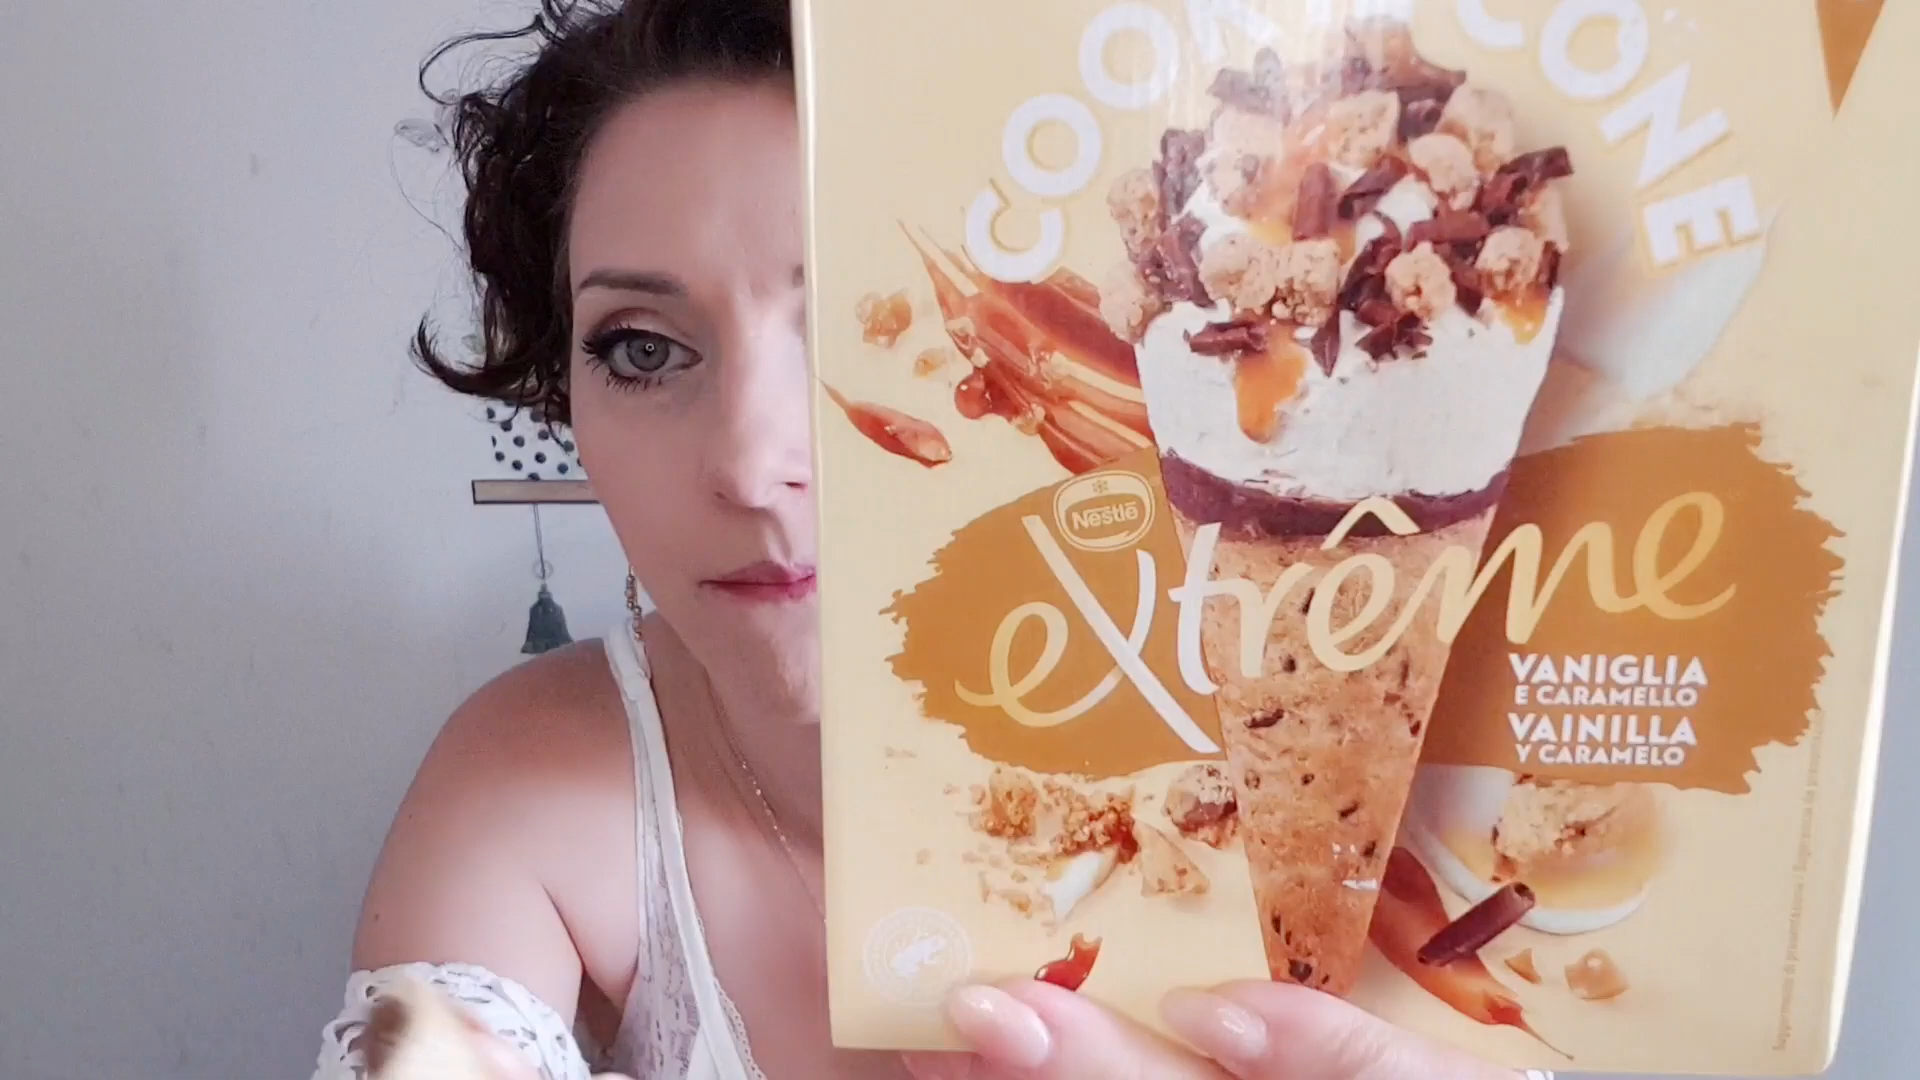 COOKIE CONE
Nestlé
extrême
VANIGLIA
E CARAMELLO
VAINILLA
Y CARAMELO